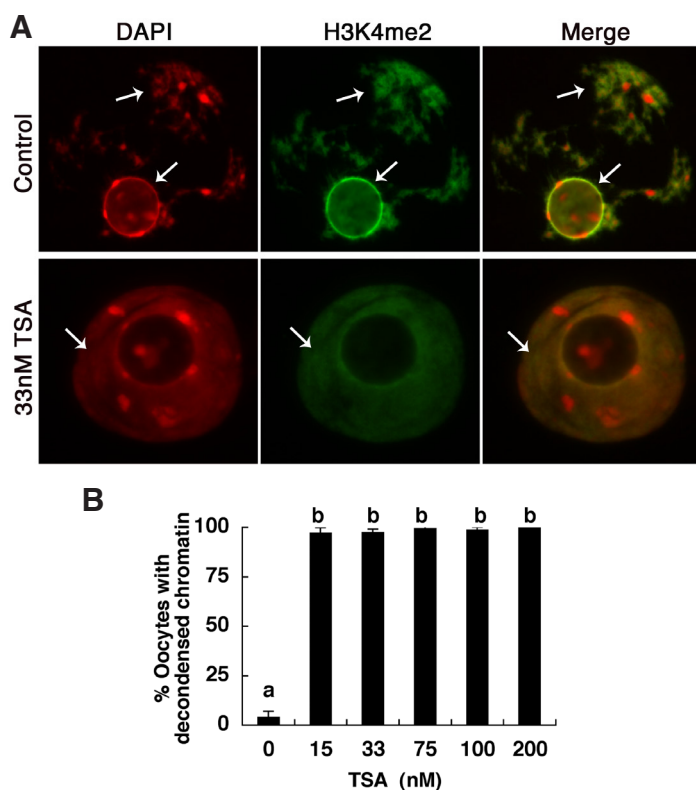 A
DAPI H3K4me2 Merge
Control
33nM TSA
B
% Oocytes with
decondensed chromatin
100
75
50
25
0
a b b b b b
0 15 33 75 100 200
TSA (nM)